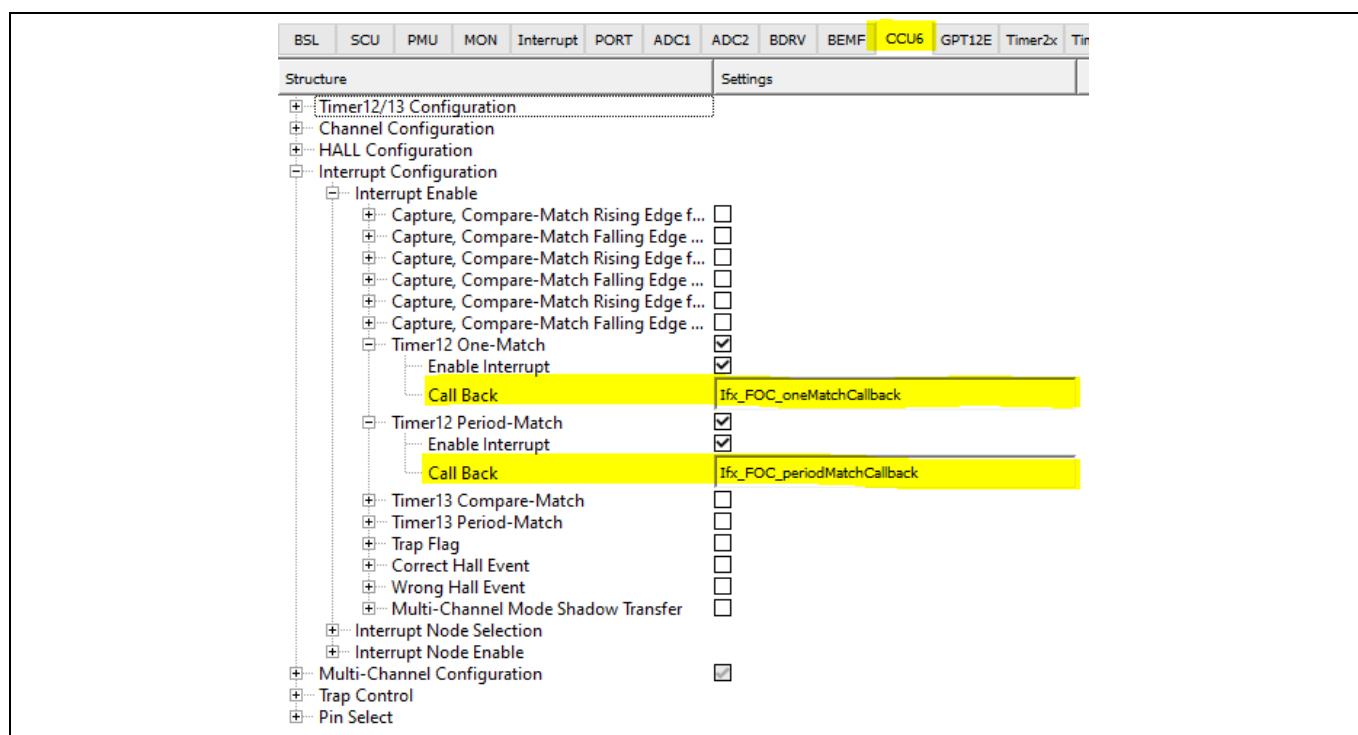 BSL SCU PMU MON Interrupt PORT ADC1 ADC2 BDRV BEMF CCU6 GPT12E Timer2x Tim
Structure Settings
Timer12/13 Configuration
Channel Configuration
HALL Configuration
Interrupt Configuration
Interrupt Enable
Capture, Compare-Match Rising Edge f...
Capture, Compare-Match Falling Edge ...
Capture, Compare-Match Rising Edge f...
Capture, Compare-Match Falling Edge ...
Capture, Compare-Match Rising Edge f...
Capture, Compare-Match Falling Edge ...
Timer12 One-Match
Enable Interrupt
Call Back Ifx_FOC_oneMatchCallback
Timer12 Period-Match
Enable Interrupt
Call Back Ifx_FOC_periodMatchCallback
Timer13 Compare-Match
Timer13 Period-Match
Trap Flag
Correct Hall Event
Wrong Hall Event
Multi-Channel Mode Shadow Transfer
Interrupt Node Selection
Interrupt Node Enable
Multi-Channel Configuration
Trap Control
Pin Select